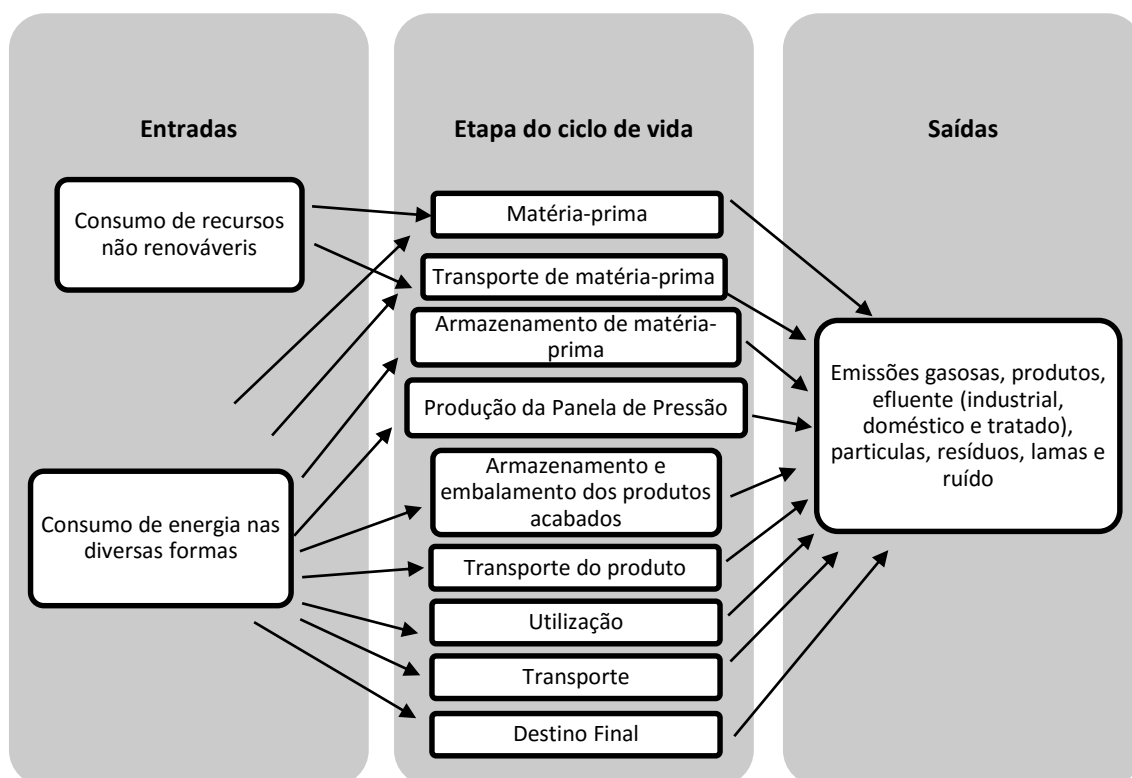 Entradas
Consumo de recursos
não renováveris
Consumo de energia nas
diversas formas
Etapa do ciclo de vida
Matéria-prima
Transporte de matéria-prima
Armazenamento de matéria-
prima
Produção da Panela de Pressão
Armazenamento e
embalamento dos produtos
acabados
Transporte do produto
Utilização
Transporte
Destino Final
Saídas
Emissões gasosas, produtos,
efluente (industrial,
doméstico e tratado),
particulas, resíduos, lamas e
ruído